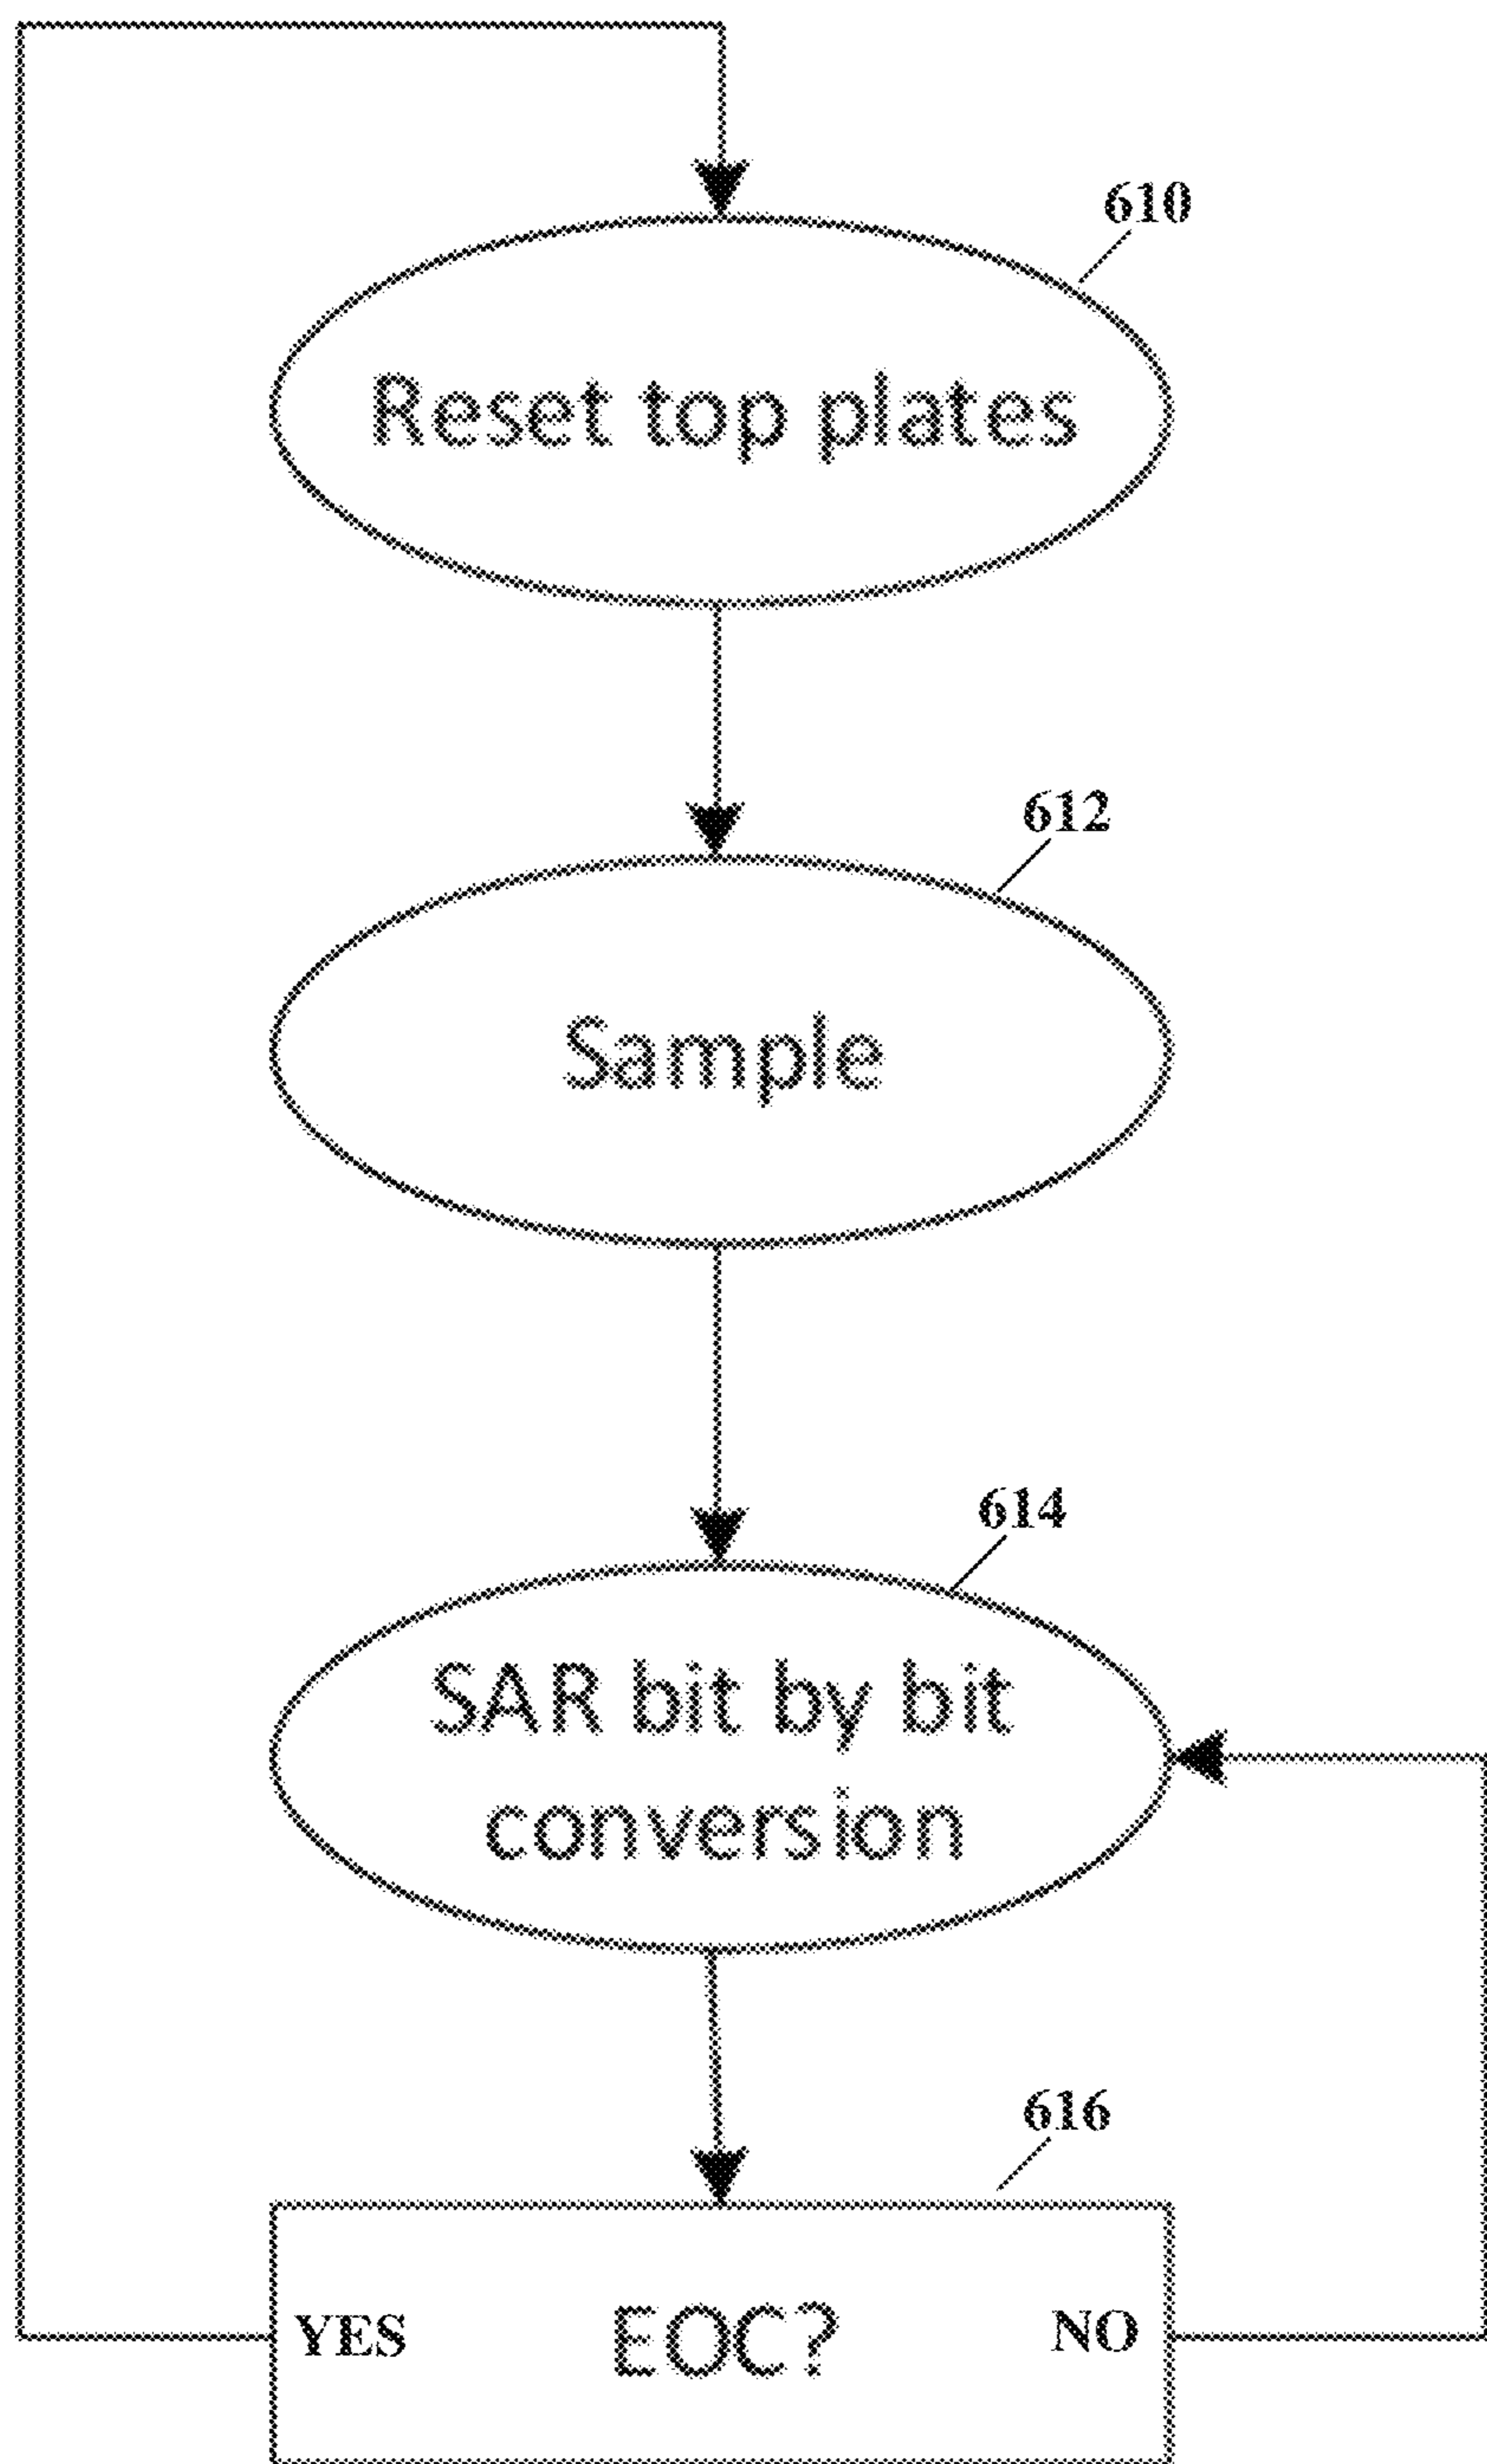 610
Reset top plates
612
Sample
614
SAR bit by bit
conversion
616
YES EOC? NO